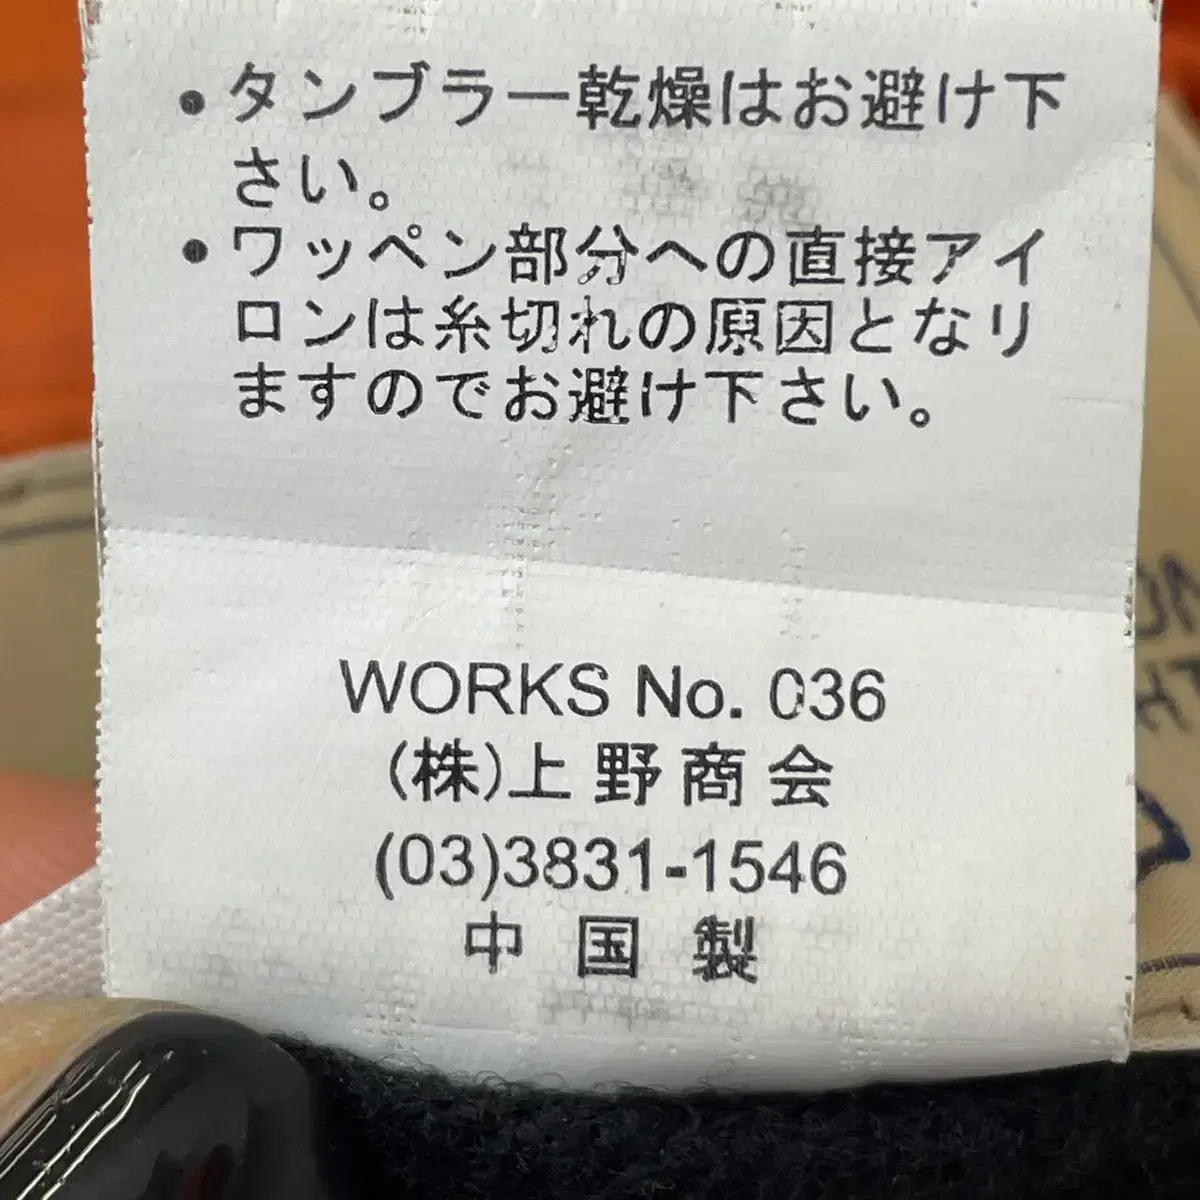 ・タンブラー乾燥はお避け下
さい。
・ワッペン部分への直接アイ
ロンは糸切れの原因となり
ますのでお避け下さい。
WORKS No. 036
(株)上野商会
(03)3831-1546
中国製